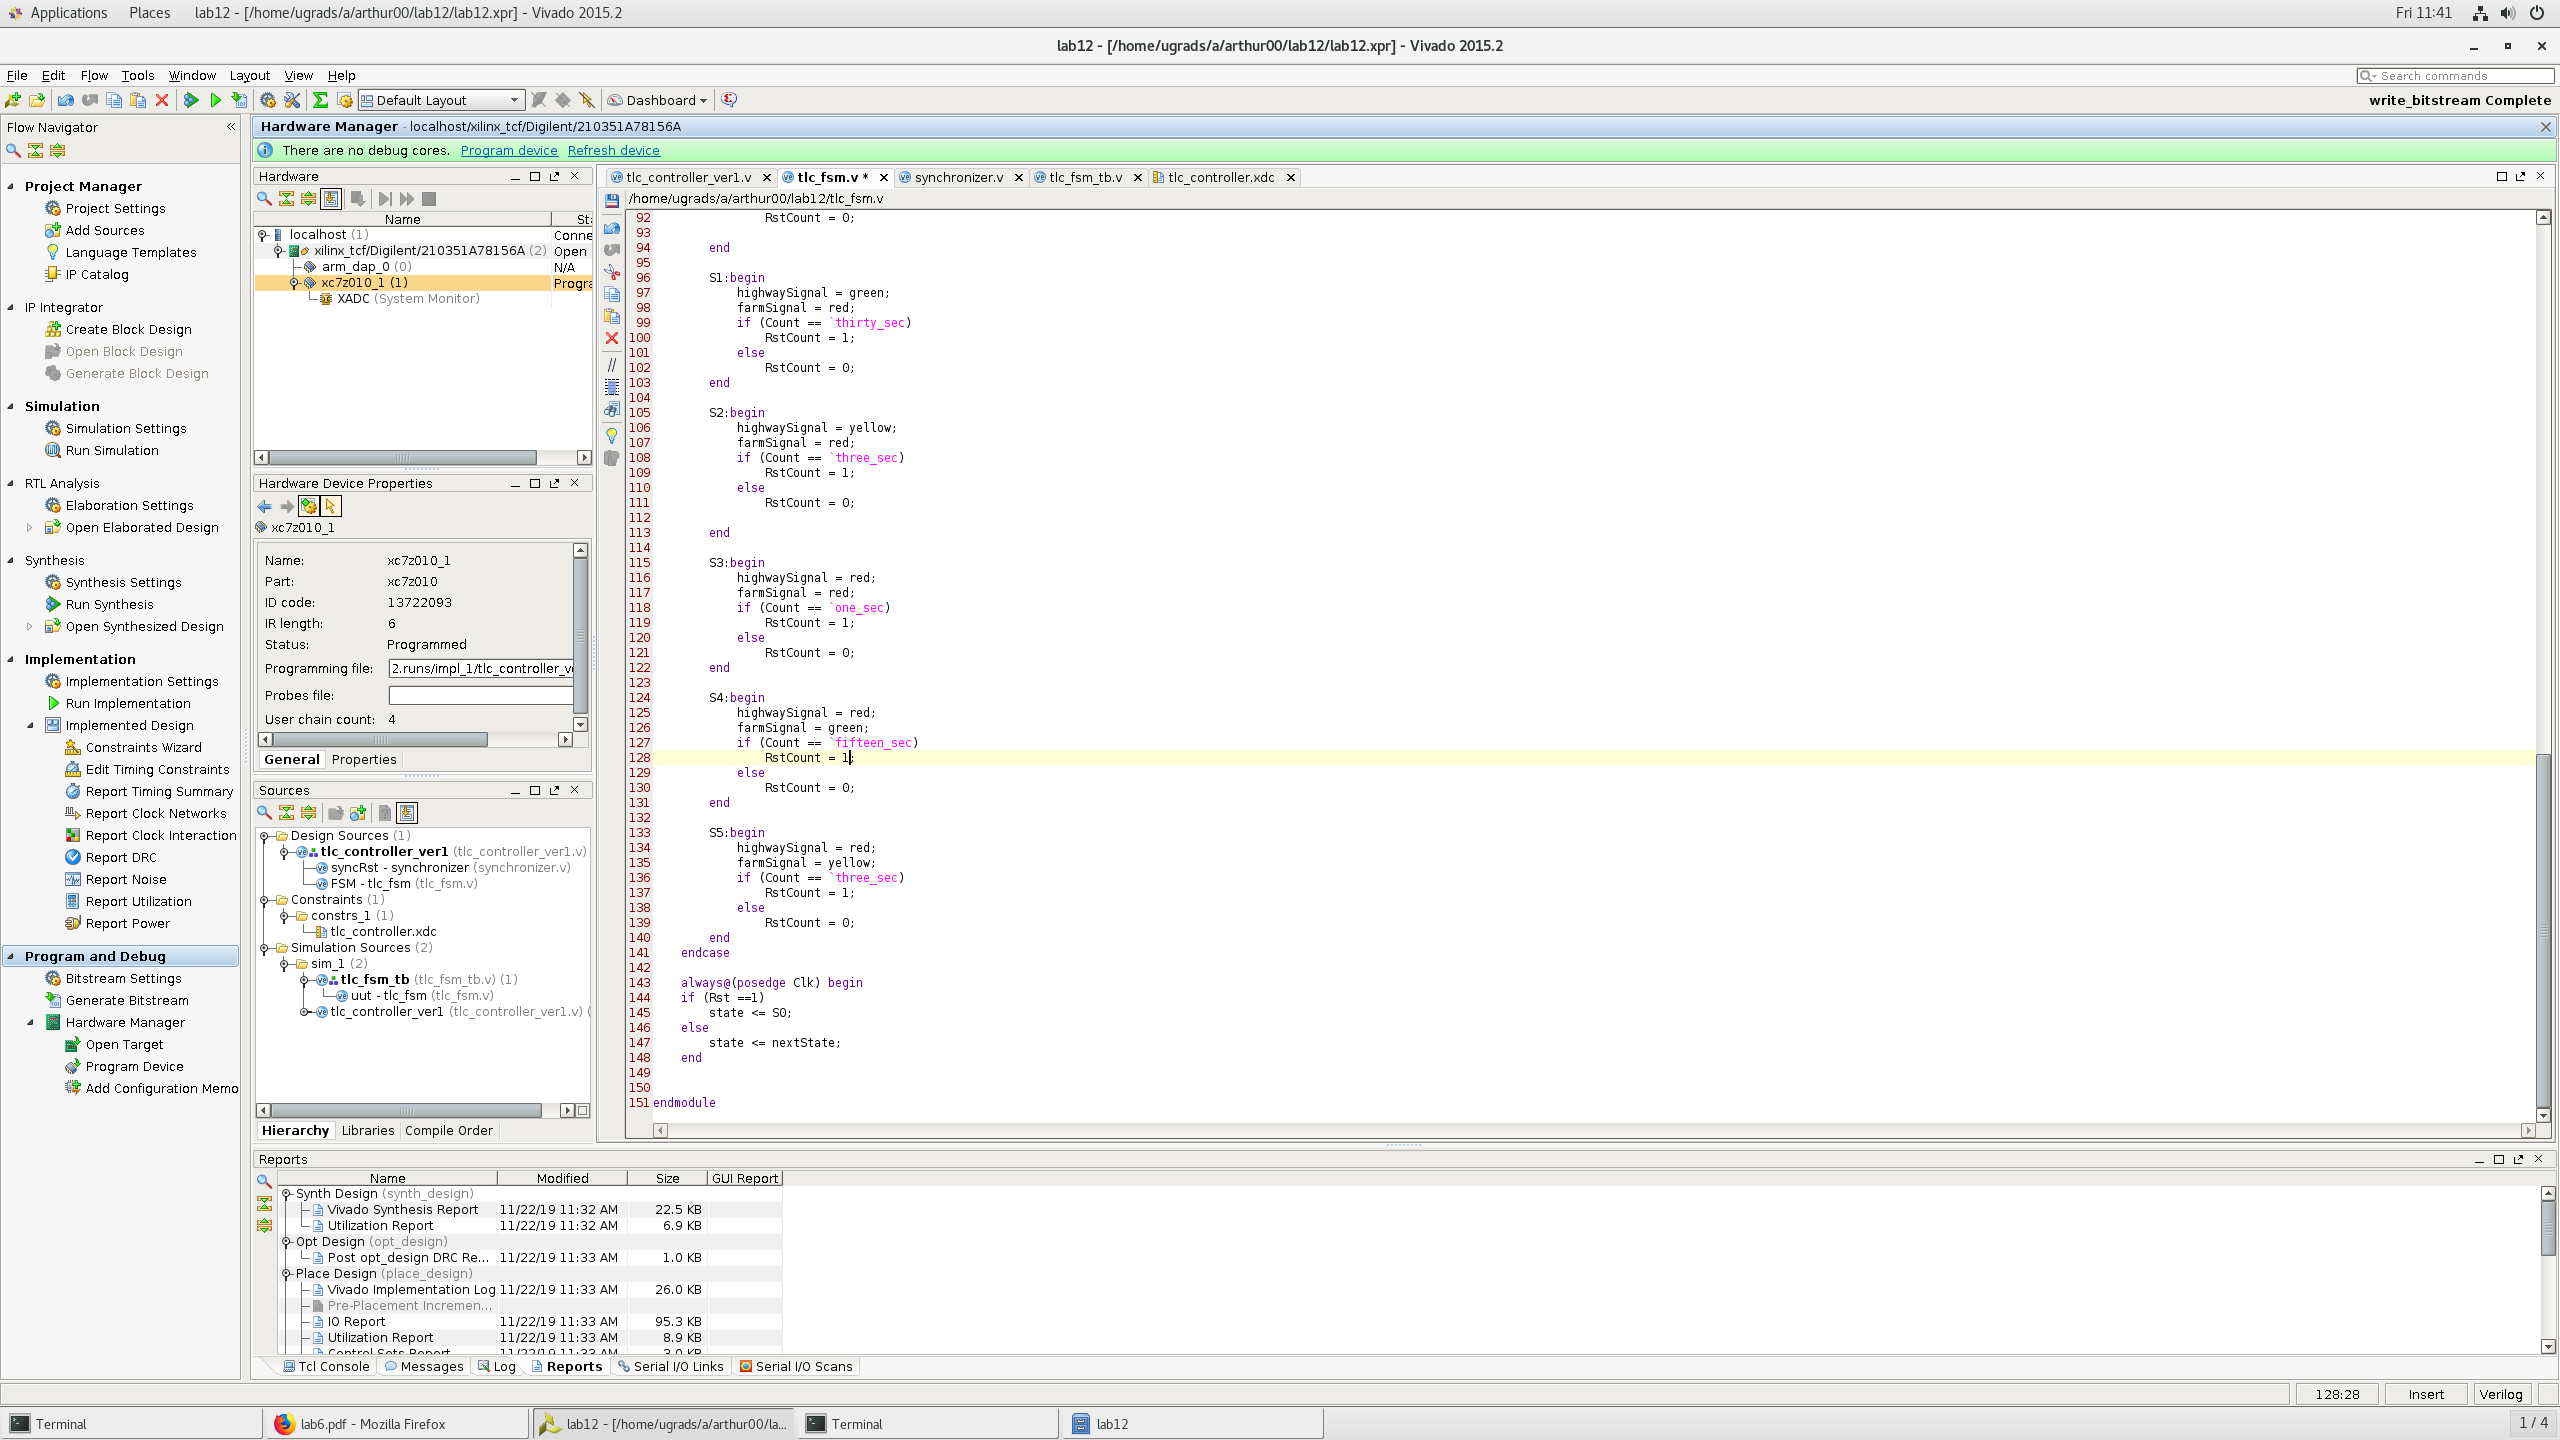 Applications Places lab12 - [/home/ugrads/a/arthur00/lab12/lab12.xpr] - Vivado 2015.2 Fri 11:41
lab12 - [/home/ugrads/a/arthur00/lab12/lab12.xpr] - Vivado 2015.2
File Edit Flow Tools Window Layout View Help Search commands
Default Layout Dashboard write_bitstream Complete
Flow Navigator
Project Manager
Project Settings
Add Sources
Language Templates
IP Catalog
IP Integrator
Create Block Design
Open Block Design
Generate Block Design
Simulation
Simulation Settings
Run Simulation
RTL Analysis
Elaboration Settings
Open Elaborated Design
Synthesis
Synthesis Settings
Run Synthesis
Open Synthesized Design
Implementation
Implementation Settings
Run Implementation
Implemented Design
Constraints Wizard
Edit Timing Constraints
Report Timing Summary
Report Clock Networks
Report Clock Interaction
Report DRC
Report Noise
Report Utilization
Report Power
Program and Debug
Bitstream Settings
Generate Bitstream
Hardware Manager
Open Target
Program Device
Add Configuration Memo
Hardware Manager - localhost/xilinx_tcf/Digilent/210351A78156A
There are no debug cores. Program device Refresh device
Hardware
Name Sta
localhost (1) Conne
xilinx_tcf/Digilent/210351A78156A (2) Open
arm_dap_0 (0) N/A
xc7z010_1 (1) Progra
XADC (System Monitor)
Hardware Device Properties
xc7z010_1
Name: xc7z010_1
Part: xc7z010
ID code: 13722093
IR length: 6
Status: Programmed
Programming file: 2.runs/impl_1/tlc_controller_ve
Probes file:
User chain count: 4
General Properties
Sources
Design Sources (1)
tlc_controller_ver1 (tlc_controller_ver1.v)
syncRst - synchronizer (synchronizer.v)
FSM - tlc_fsm (tlc_fsm.v)
Constraints (1)
constrs_1 (1)
tlc_controller.xdc
Simulation Sources (2)
sim_1 (2)
tlc_fsm_tb (tlc_fsm_tb.v) (1)
uut - tlc_fsm (tlc_fsm.v)
tlc_controller_ver1 (tlc_controller_ver1.v) (
Hierarchy Libraries Compile Order
tlc_controller_ver1.v tlc_fsm.v * synchronizer.v tlc_fsm_tb.v tlc_controller.xdc
/home/ugrads/a/arthur00/lab12/tlc_fsm.v
92 RstCount = 0;
93
94 end
95
96 S1:begin
97 highwaySignal = green;
98 farmSignal = red;
99 if (Count == `thirty_sec)
100 RstCount = 1;
101 else
102 RstCount = 0;
103 end
104
105 S2:begin
106 highwaySignal = yellow;
107 farmSignal = red;
108 if (Count == `three_sec)
109 RstCount = 1;
110 else
111 RstCount = 0;
112
113 end
114
115 S3:begin
116 highwaySignal = red;
117 farmSignal = red;
118 if (Count == `one_sec)
119 RstCount = 1;
120 else
121 RstCount = 0;
122 end
123
124 S4:begin
125 highwaySignal = red;
126 farmSignal = green;
127 if (Count == `fifteen_sec)
128 RstCount = 1;
129 else
130 RstCount = 0;
131 end
132
133 S5:begin
134 highwaySignal = red;
135 farmSignal = yellow;
136 if (Count == `three_sec)
137 RstCount = 1;
138 else
139 RstCount = 0;
140 end
141 endcase
142
143 always@(posedge Clk) begin
144 if (Rst ==1)
145 state <= S0;
146 else
147 state <= nextState;
148 end
149
150
151 endmodule
Reports
Name Modified Size GUI Report
Synth Design (synth_design)
Vivado Synthesis Report 11/22/19 11:32 AM 22.5 KB
Utilization Report 11/22/19 11:32 AM 6.9 KB
Opt Design (opt_design)
Post opt_design DRC Re... 11/22/19 11:33 AM 1.0 KB
Place Design (place_design)
Vivado Implementation Log 11/22/19 11:33 AM 26.0 KB
Pre-Placement Incremen...
IO Report 11/22/19 11:33 AM 95.3 KB
Utilization Report 11/22/19 11:33 AM 8.9 KB
Control Sets Report 11/22/19 11:33 AM 3.0 KB
Tcl Console Messages Log Reports Serial I/O Links Serial I/O Scans
128:28 Insert Verilog
Terminal lab6.pdf - Mozilla Firefox lab12 - [/home/ugrads/a/arthur00/la... Terminal lab12 1 / 4